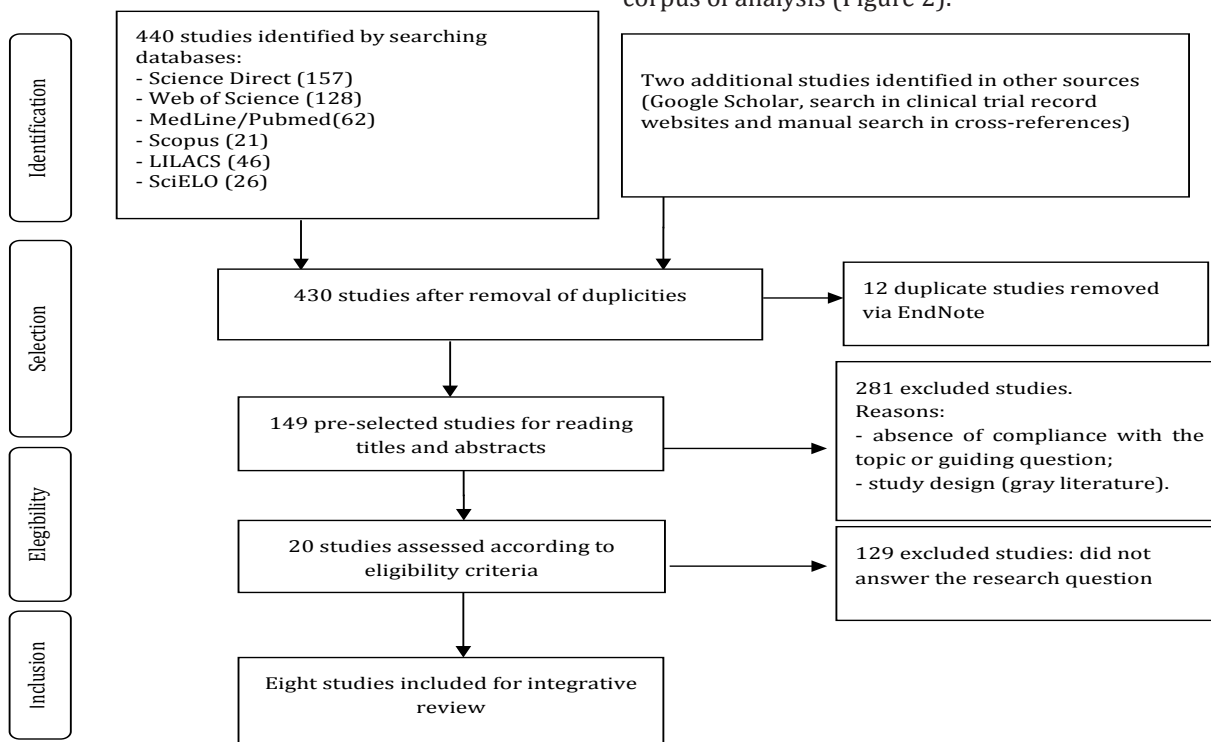 corpus of analysis (Figure 2).
Identification
440 studies identified by searching
databases:
- Science Direct (157)
- Web of Science (128)
- MedLine/Pubmed(62)
- Scopus (21)
- LILACS (46)
- SciELO (26)
Two additional studies identified in other sources
(Google Scholar, search in clinical trial record
websites and manual search in cross-references)
Selection
430 studies after removal of duplicities
12 duplicate studies removed
via EndNote
149 pre-selected studies for reading
titles and abstracts
281 excluded studies.
Reasons:
- absence of compliance with the
topic or guiding question;
- study design (gray literature).
Elegibility
20 studies assessed according to
eligibility criteria
129 excluded studies: did not
answer the research question
Inclusion
Eight studies included for integrative
review